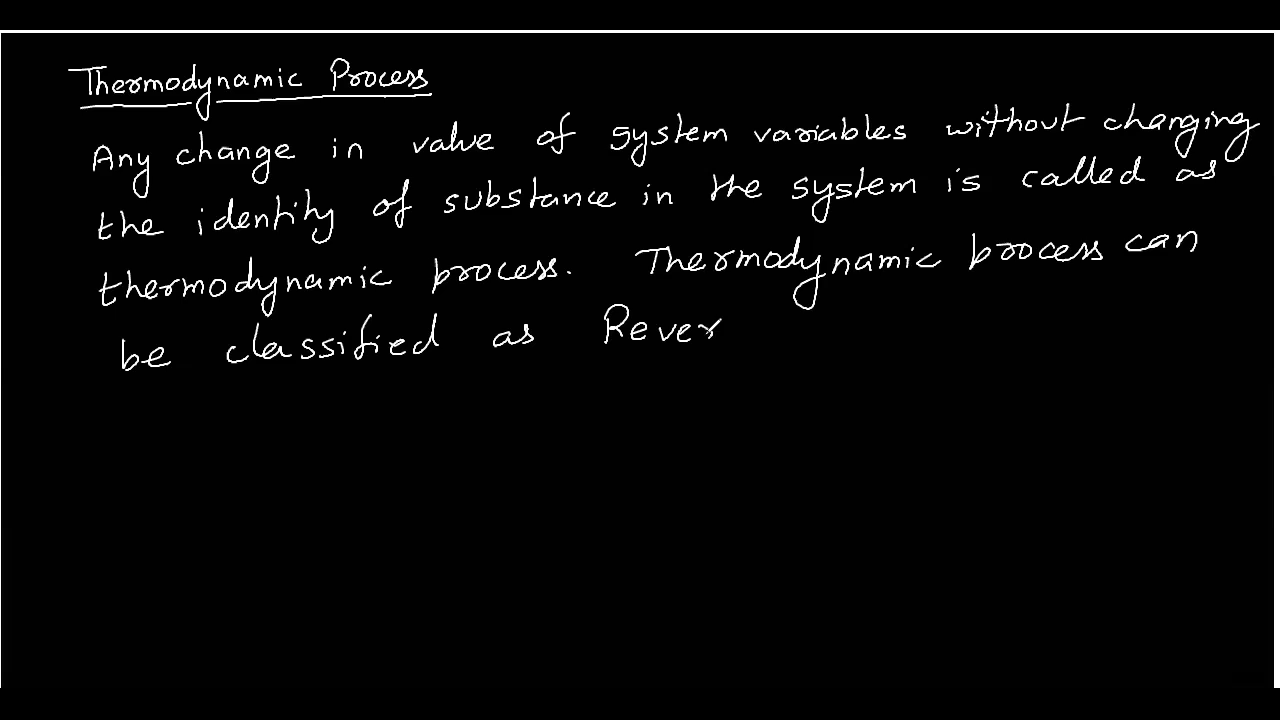 Thermodynamic Process
Any change in value of system variables without changing
the identity of substance in the system is called as
thermodynamic process. Thermodynamic process can
be classified as Rever